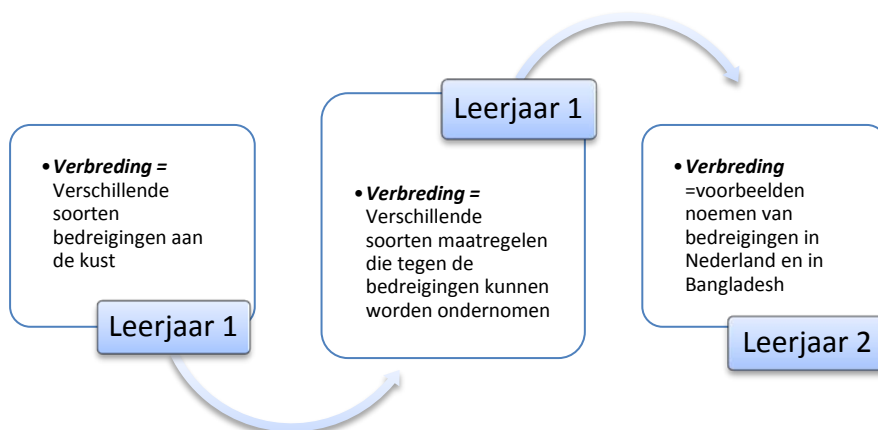 • Verbreding =
Verschillende
soorten
bedreigingen aan
de kust
Leerjaar 1
Leerjaar 1
• Verbreding =
Verschillende
soorten maatregelen
die tegen de
bedreigingen kunnen
worden ondernomen
• Verbreding
=voorbeelden
noemen van
bedreigingen in
Nederland en in
Bangladesh
Leerjaar 2